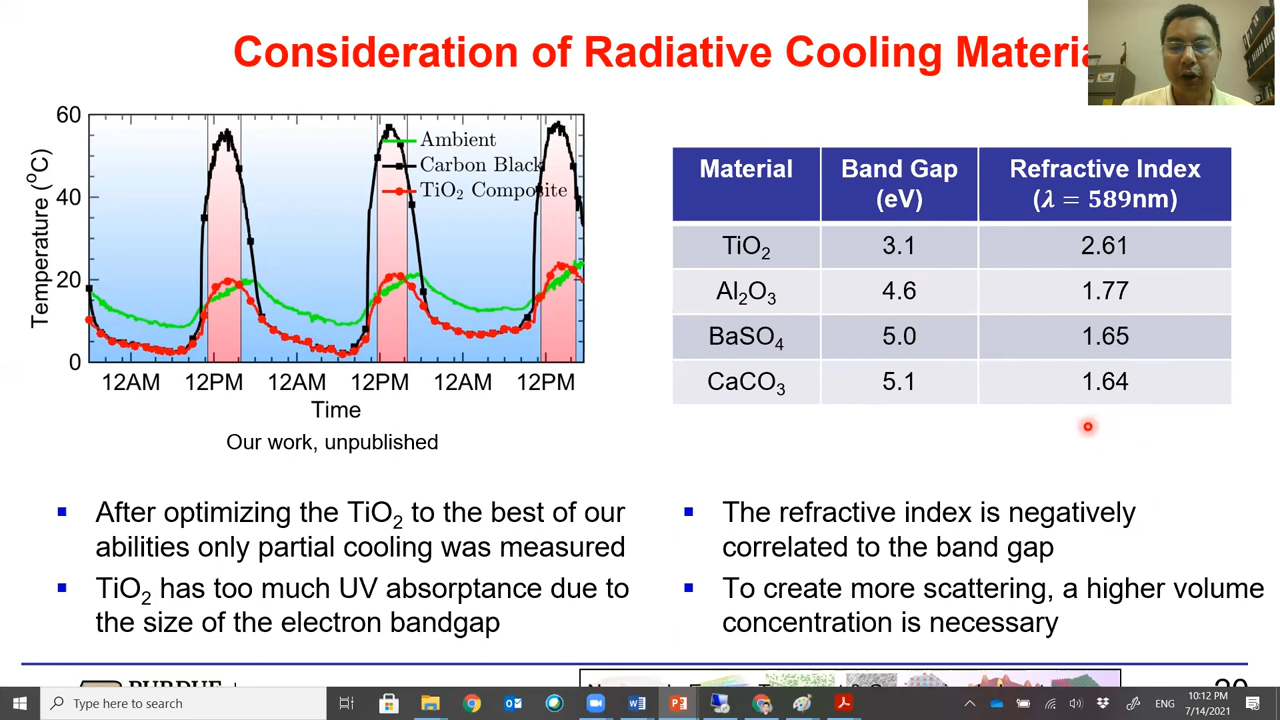 Consideration of Radiative Cooling Materia
60
40
20
0
Temperature (°C)
Ambient
Carbon Black
TiO₂ Composite
12AM 12PM 12AM 12PM 12AM 12PM
Time
Our work, unpublished
Material Band Gap (eV) Refractive Index (λ = 589nm)
TiO₂ 3.1 2.61
Al₂O₃ 4.6 1.77
BaSO₄ 5.0 1.65
CaCO₃ 5.1 1.64
▪ After optimizing the TiO₂ to the best of our
abilities only partial cooling was measured
▪ TiO₂ has too much UV absorptance due to
the size of the electron bandgap
▪ The refractive index is negatively
correlated to the band gap
▪ To create more scattering, a higher volume
concentration is necessary
PURDUE
Type here to search
ENG
10:12 PM
7/14/2021